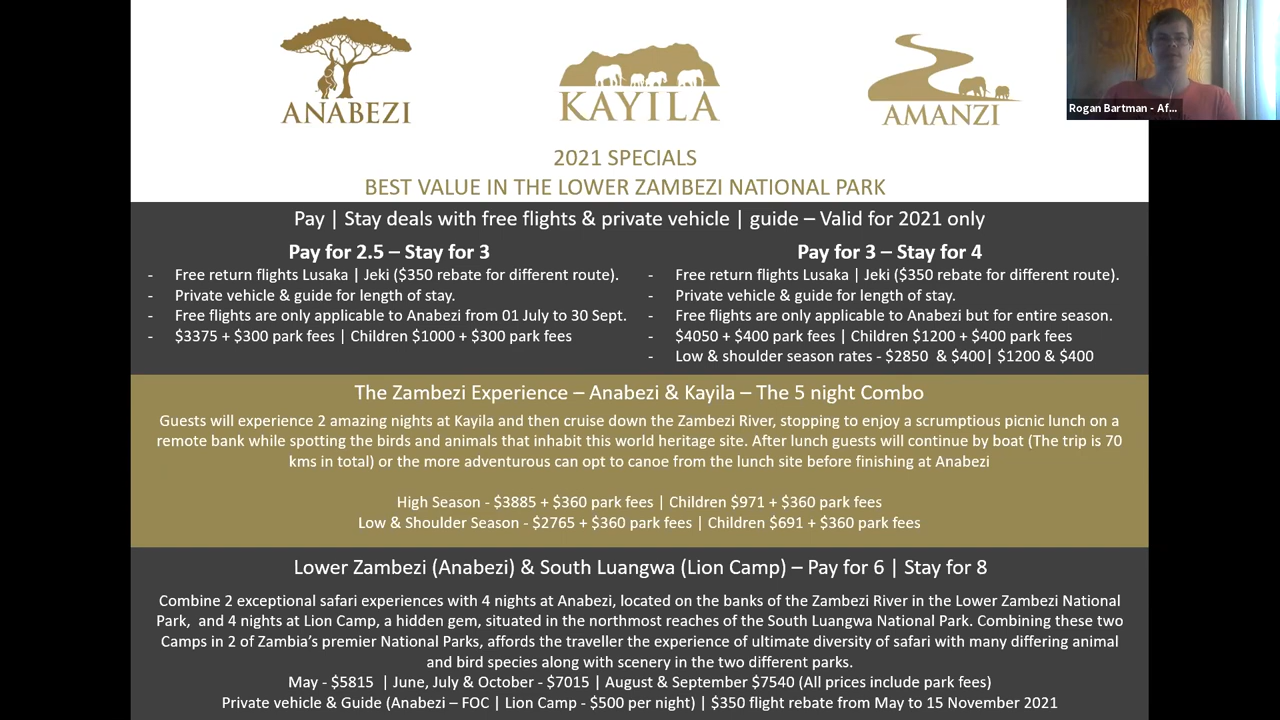 ANABEZI
KAYILA
AMANZI
Rogan Bartman - Af...
2021 SPECIALS
BEST VALUE IN THE LOWER ZAMBEZI NATIONAL PARK
Pay | Stay deals with free flights & private vehicle | guide – Valid for 2021 only
Pay for 2.5 – Stay for 3
- Free return flights Lusaka | Jeki ($350 rebate for different route).
- Private vehicle & guide for length of stay.
- Free flights are only applicable to Anabezi from 01 July to 30 Sept.
- $3375 + $300 park fees | Children $1000 + $300 park fees
Pay for 3 – Stay for 4
- Free return flights Lusaka | Jeki ($350 rebate for different route).
- Private vehicle & guide for length of stay.
- Free flights are only applicable to Anabezi but for entire season.
- $4050 + $400 park fees | Children $1200 + $400 park fees
- Low & shoulder season rates - $2850 & $400| $1200 & $400
The Zambezi Experience – Anabezi & Kayila – The 5 night Combo
Guests will experience 2 amazing nights at Kayila and then cruise down the Zambezi River, stopping to enjoy a scrumptious picnic lunch on a
remote bank while spotting the birds and animals that inhabit this world heritage site. After lunch guests will continue by boat (The trip is 70
kms in total) or the more adventurous can opt to canoe from the lunch site before finishing at Anabezi
High Season - $3885 + $360 park fees | Children $971 + $360 park fees
Low & Shoulder Season - $2765 + $360 park fees | Children $691 + $360 park fees
Lower Zambezi (Anabezi) & South Luangwa (Lion Camp) – Pay for 6 | Stay for 8
Combine 2 exceptional safari experiences with 4 nights at Anabezi, located on the banks of the Zambezi River in the Lower Zambezi National
Park, and 4 nights at Lion Camp, a hidden gem, situated in the northmost reaches of the South Luangwa National Park. Combining these two
Camps in 2 of Zambia's premier National Parks, affords the traveller the experience of ultimate diversity of safari with many differing animal
and bird species along with scenery in the two different parks.
May - $5815 | June, July & October - $7015 | August & September $7540 (All prices include park fees)
Private vehicle & Guide (Anabezi – FOC | Lion Camp - $500 per night) | $350 flight rebate from May to 15 November 2021